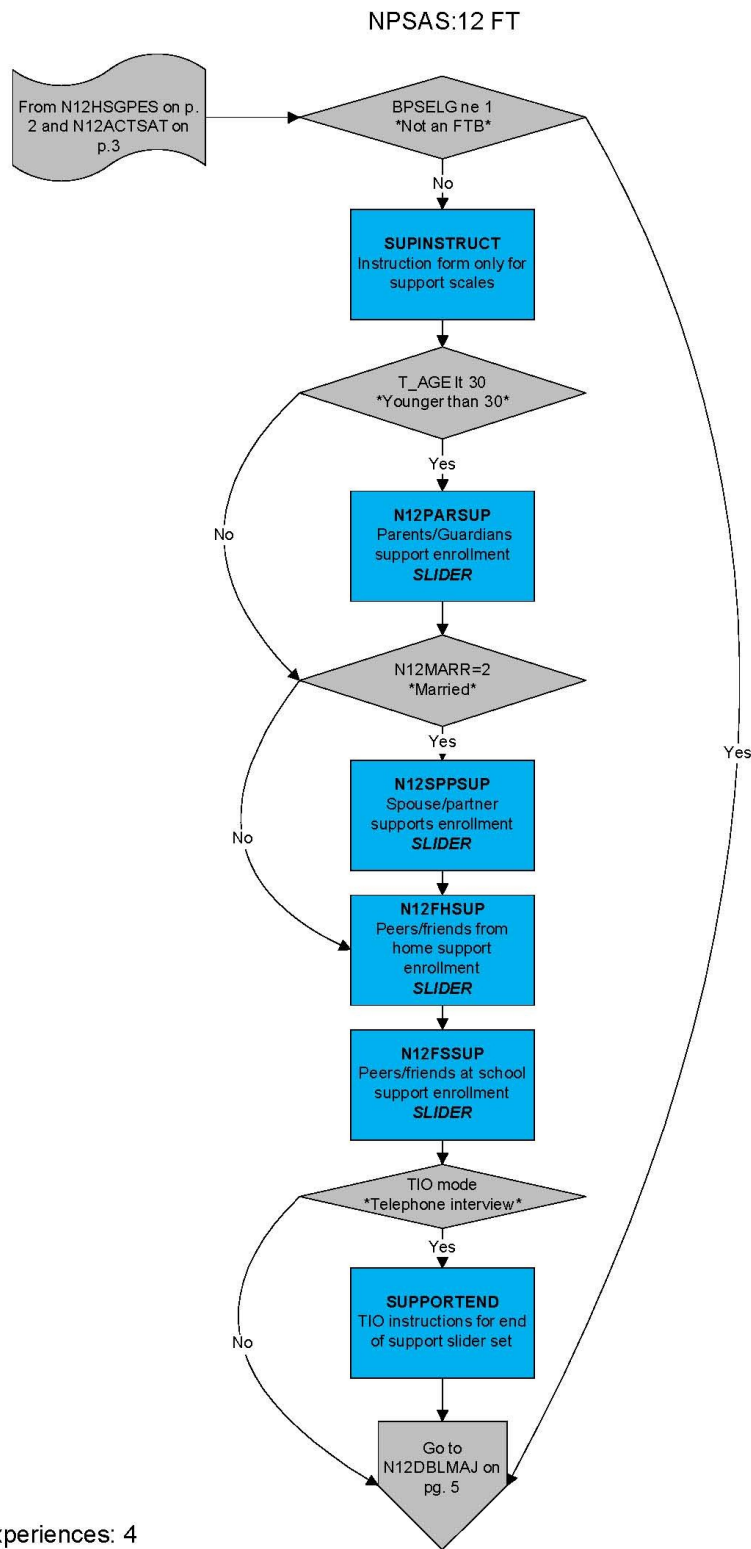 NPSAS:12 FT
From N12HSGPES on p.
2 and N12ACTSAT on
p.3
BPSELG ne 1
*Not an FTB*
No
SUPINSTRUCT
Instruction form only for
support scales
T_AGE lt 30
*Younger than 30*
Yes
No
N12PARSUP
Parents/Guardians
support enrollment
SLIDER
N12MARR=2
*Married*
Yes
Yes
No
N12SPPSUP
Spouse/partner
supports enrollment
SLIDER
N12FHSUP
Peers/friends from
home support
enrollment
SLIDER
N12FSSUP
Peers/friends at school
support enrollment
SLIDER
TIO mode
*Telephone interview*
Yes
No
SUPPORTEND
TIO instructions for end
of support slider set
Go to
N12DBLMAJ on
pg. 5
xperiences: 4